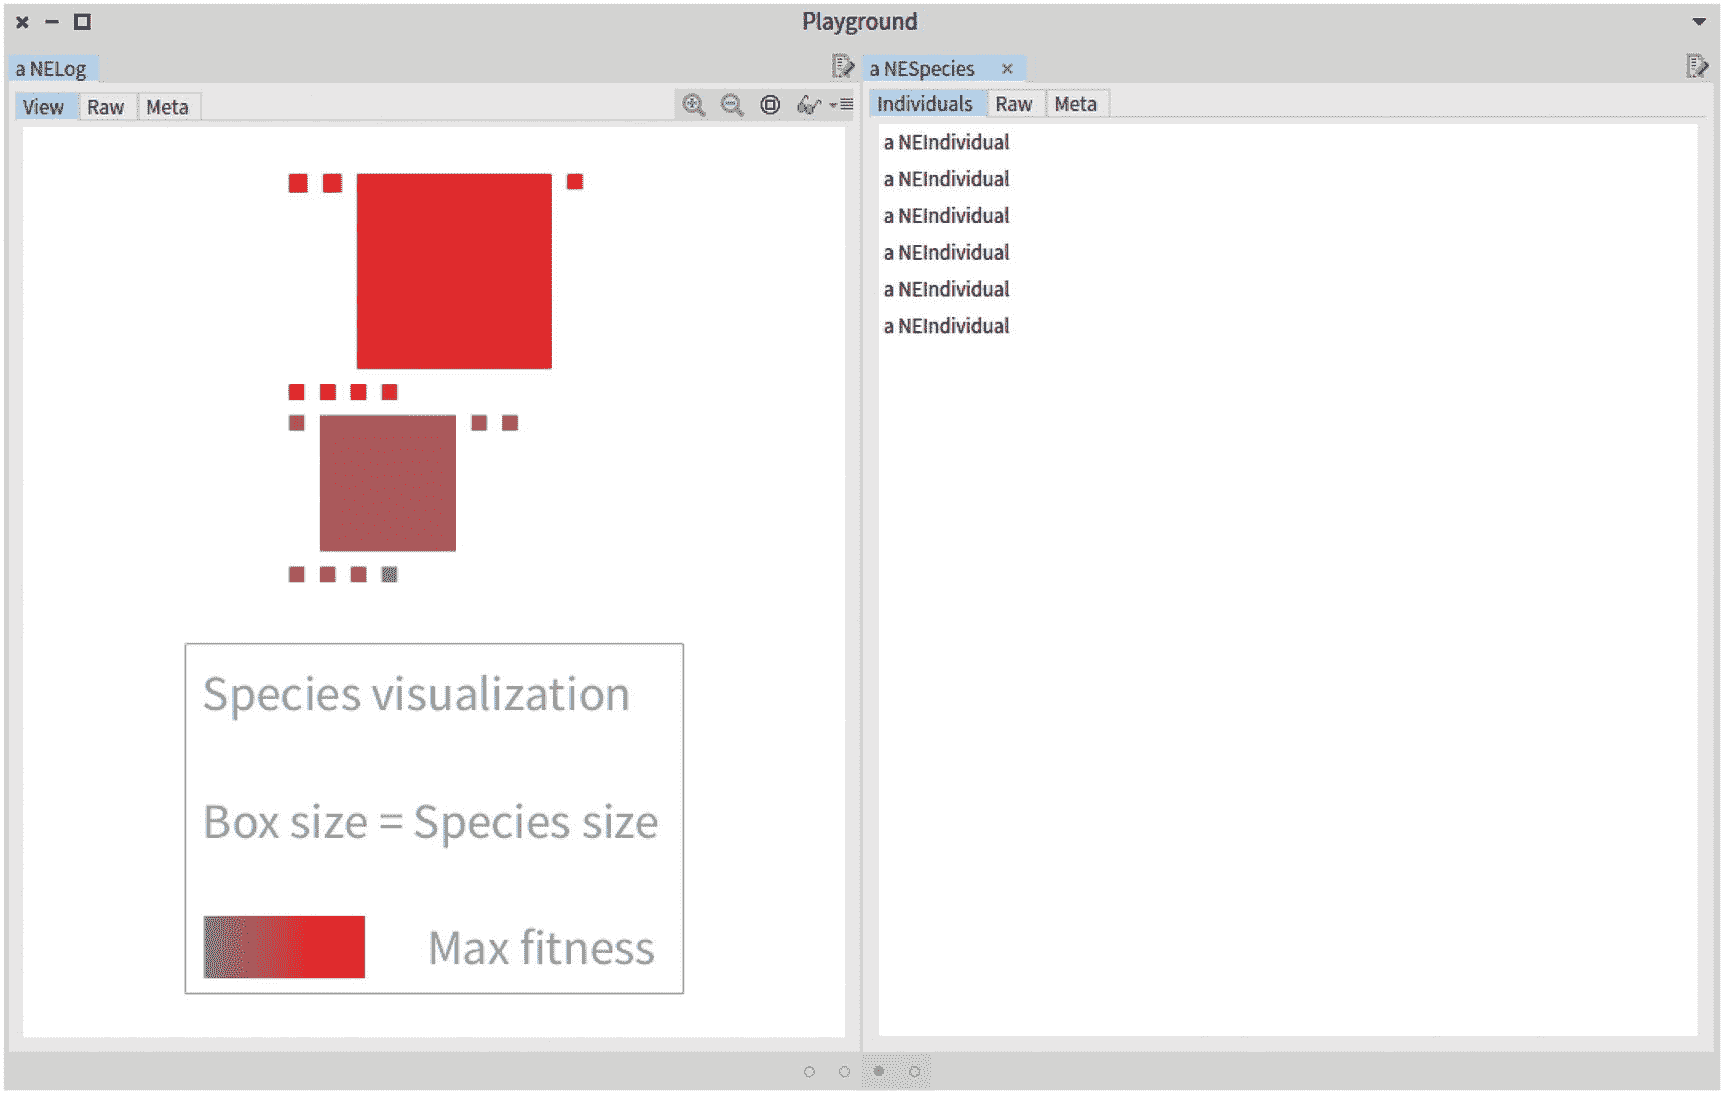 Playground
a NELog
a NESpecies
View Raw Meta
Individuals Raw Meta
a NEIndividual
a NEIndividual
a NEIndividual
a NEIndividual
a NEIndividual
a NEIndividual
Species visualization
Box size = Species size
Max fitness